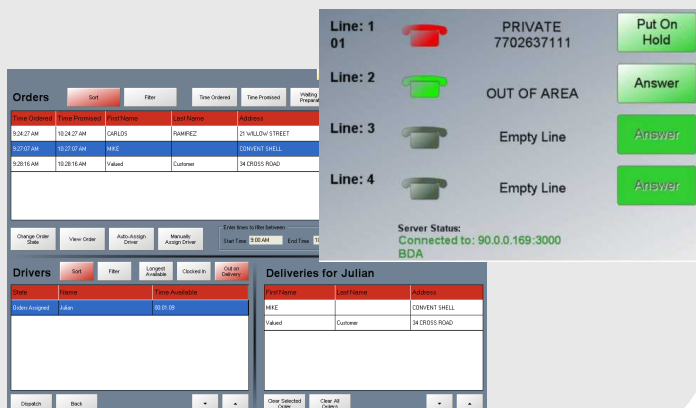 Line: 1
01
PRIVATE
7702637111
Put On
Hold
Line: 2
OUT OF AREA
Answer
Line: 3
Empty Line
Answer
Line: 4
Empty Line
Answer
Server Status:
Connected to: 90.0.0.169:3000
BDA
Orders
Sort
Filter
Time Ordered
Time Promised
Waiting
Time Ordered Time Promised First Name Last Name Address
9:24:27 AM 10:24:27 AM CARLOS RAMIREZ 21 WILLOW STREET
9:27:07 AM 10:27:07 AM MIKE CONVENT SHELL
9:28:16 AM 10:28:16 AM Valued Customer 34 CROSS ROAD
Change Order
State
View Order
Auto-Assign
Driver
Manually
Assign Driver
Enter times to filter between
Start Time 9:00 AM End Time
Drivers
Sort
Filter
Longest
Available
Clocked In
Out on
Delivery
State Name Time Available
Orders Assigned Julian 00:01:09
Dispatch
Back
Deliveries for Julian
First Name Last Name Address
MIKE CONVENT SHELL
Valued Customer 34 CROSS ROAD
Clear Selected
Order
Clear All
Orders